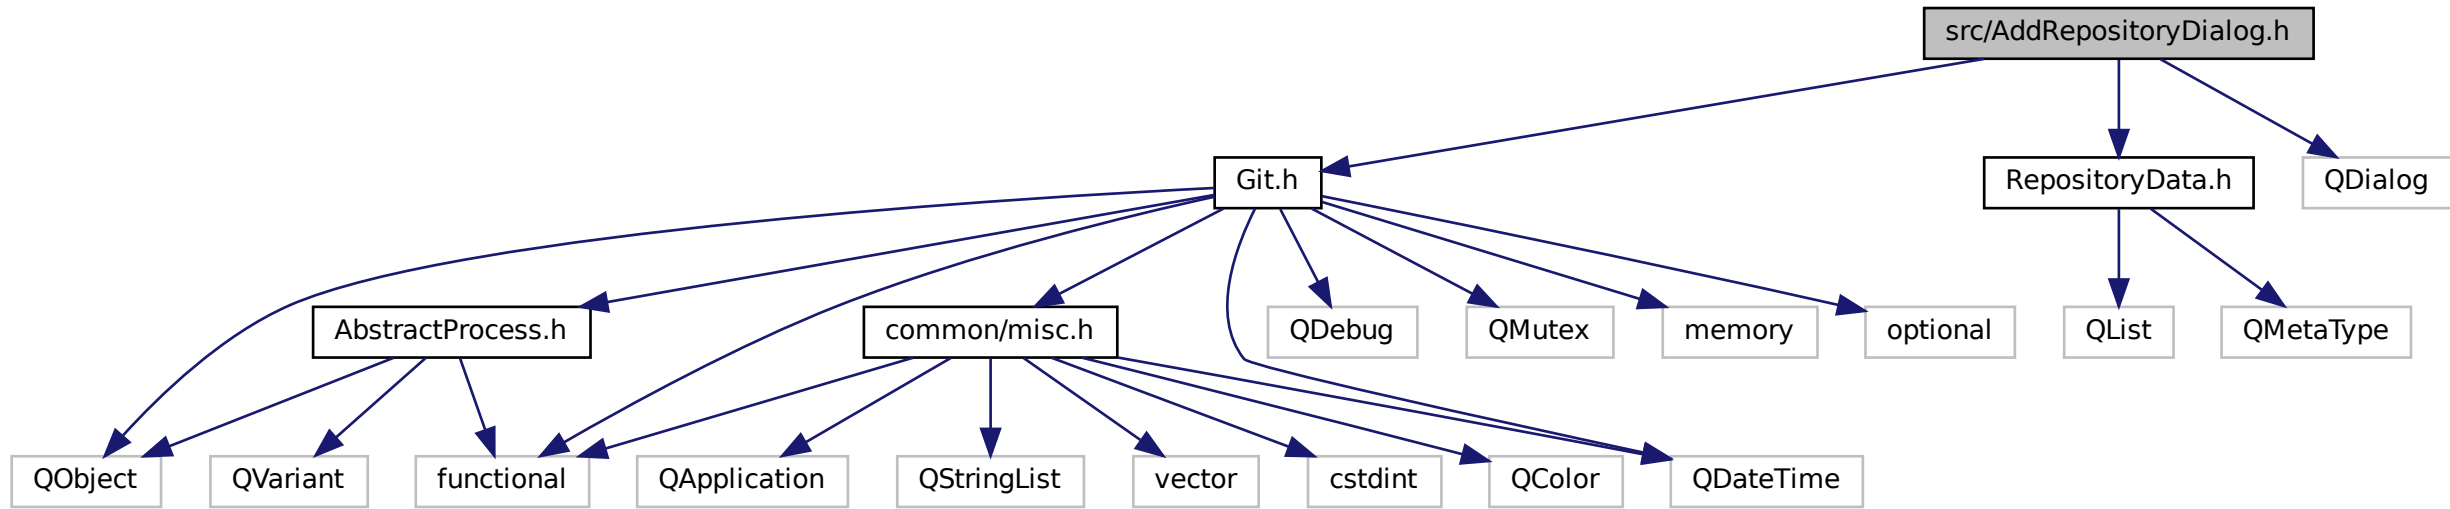 src/AddRepositoryDialog.h
Git.h
RepositoryData.h
QDialog
AbstractProcess.h
common/misc.h
QDebug
QMutex
memory
optional
QList
QMetaType
QObject
QVariant
functional
QApplication
QStringList
vector
cstdint
QColor
QDateTime